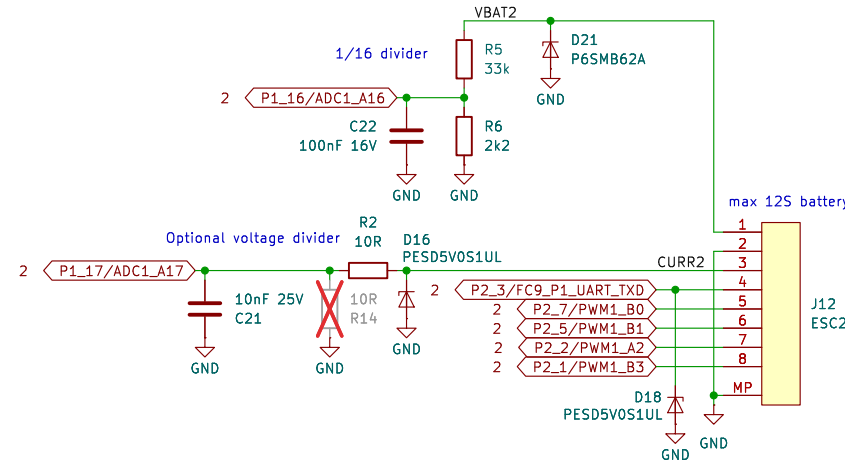 VBAT2
D21
P6SMB62A
GND
1/16 divider
R5
33k
2
P1_16/ADC1_A16
C22
100nF 16V
R6
2k2
GND
GND
max 12S battery
Optional voltage divider
R2
10R
D16
PESD5V0S1UL
CURR2
2
P1_17/ADC1_A17
10nF 25V
C21
10R
R14
GND
GND
GND
2
P2_3/FC9_P1_UART_TXD
2
P2_7/PWM1_B0
2
P2_5/PWM1_B1
2
P2_2/PWM1_A2
2
P2_1/PWM1_B3
1
2
3
4
5
6
7
8
MP
J12
ESC2
D18
PESD5V0S1UL
GND
GND